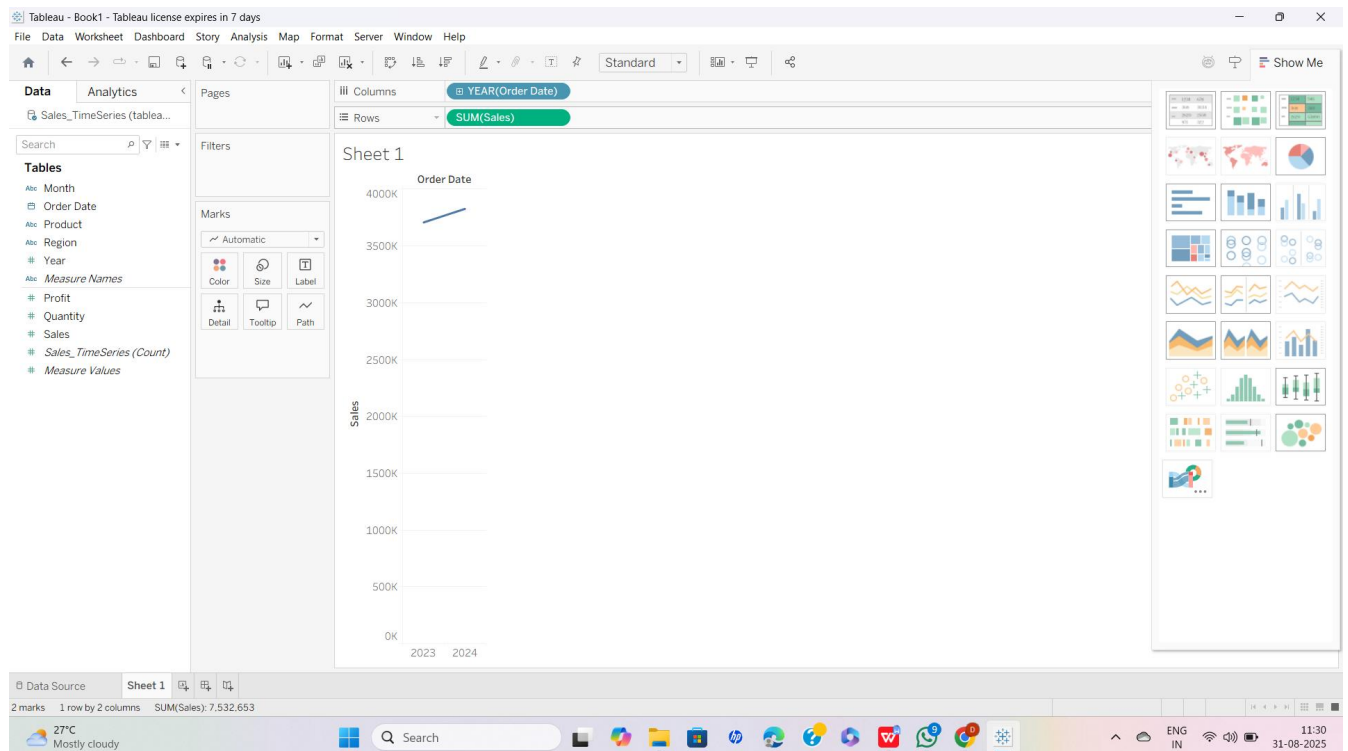 Tableau - Book1 - Tableau license expires in 7 days
File Data Worksheet Dashboard Story Analysis Map Format Server Window Help
Standard
Show Me
Data Analytics
Sales_TimeSeries (tablea...
Search
Tables
Abc Month
Order Date
Abc Product
Abc Region
# Year
Abc Measure Names
# Profit
# Quantity
# Sales
# Sales_TimeSeries (Count)
# Measure Values
Pages
Filters
Marks
Automatic
Color Size Label
Detail Tooltip Path
Columns YEAR(Order Date)
Rows SUM(Sales)
Sheet 1
Order Date
4000K
3500K
3000K
2500K
2000K
1500K
1000K
500K
0K
Sales
2023 2024
Data Source Sheet 1
2 marks 1 row by 2 columns SUM(Sales): 7,532,653
27°C
Mostly cloudy
Search
ENG
IN
11:30
31-08-2025